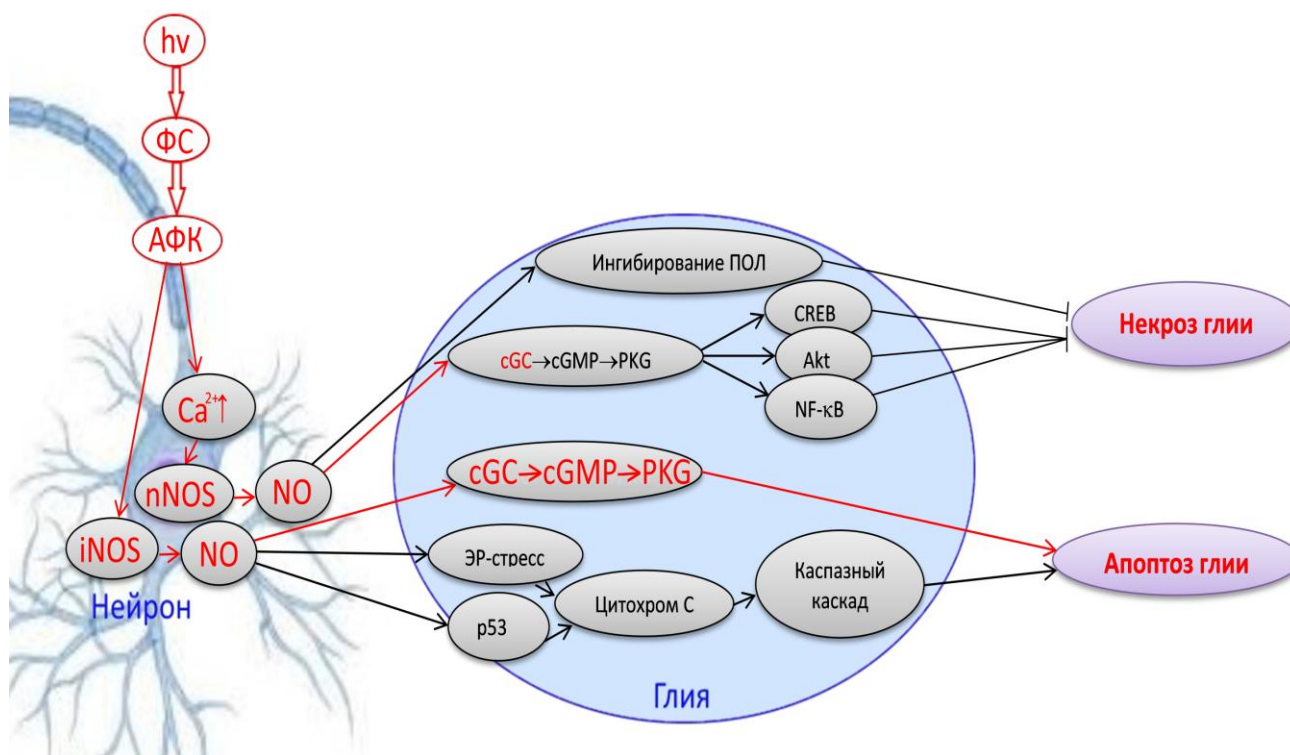 hv
ФС
АФК
Ca²⁺↑
nNOS
NO
iNOS
NO
Нейрон
Ингибирование ПОЛ
cGC→cGMP→PKG
CREB
Akt
NF-κB
cGC→cGMP→PKG
ЭР-стресс
p53
Цитохром С
Каспазный
каскад
Глия
Некроз глии
Апоптоз глии